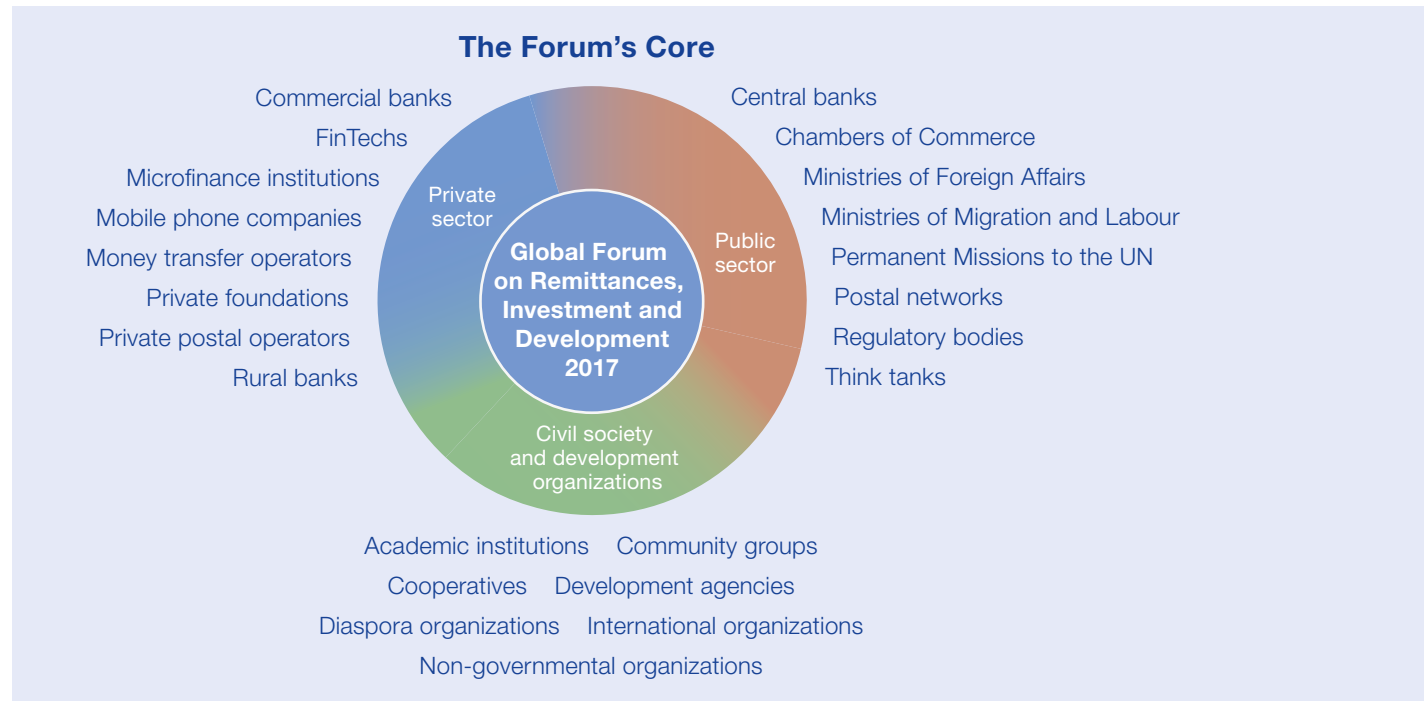 The Forum's Core
Commercial banks
FinTechs
Microfinance institutions
Mobile phone companies
Money transfer operators
Private foundations
Private postal operators
Rural banks
Private
sector
Global Forum
on Remittances,
Investment and
Development
2017
Public
sector
Civil society
and development
organizations
Central banks
Chambers of Commerce
Ministries of Foreign Affairs
Ministries of Migration and Labour
Permanent Missions to the UN
Postal networks
Regulatory bodies
Think tanks
Academic institutions Community groups
Cooperatives Development agencies
Diaspora organizations International organizations
Non-governmental organizations